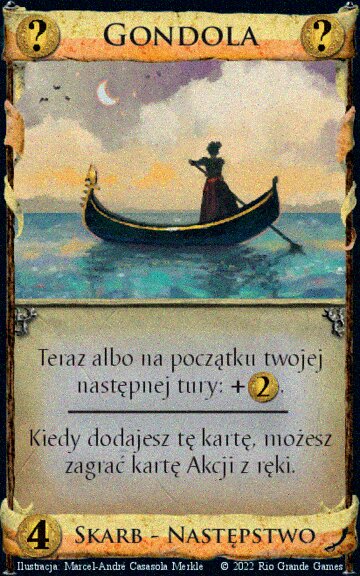 ? GONDOLA ?
Teraz albo na początku twojej
następnej tury: +2.
Kiedy dodajesz tę kartę, możesz
zagrać kartę Akcji z ręki.
4 SKARB - NASTĘPSTWO
Ilustracja: Marcel-André Casasola Merkle © 2022 Rio Grande Games